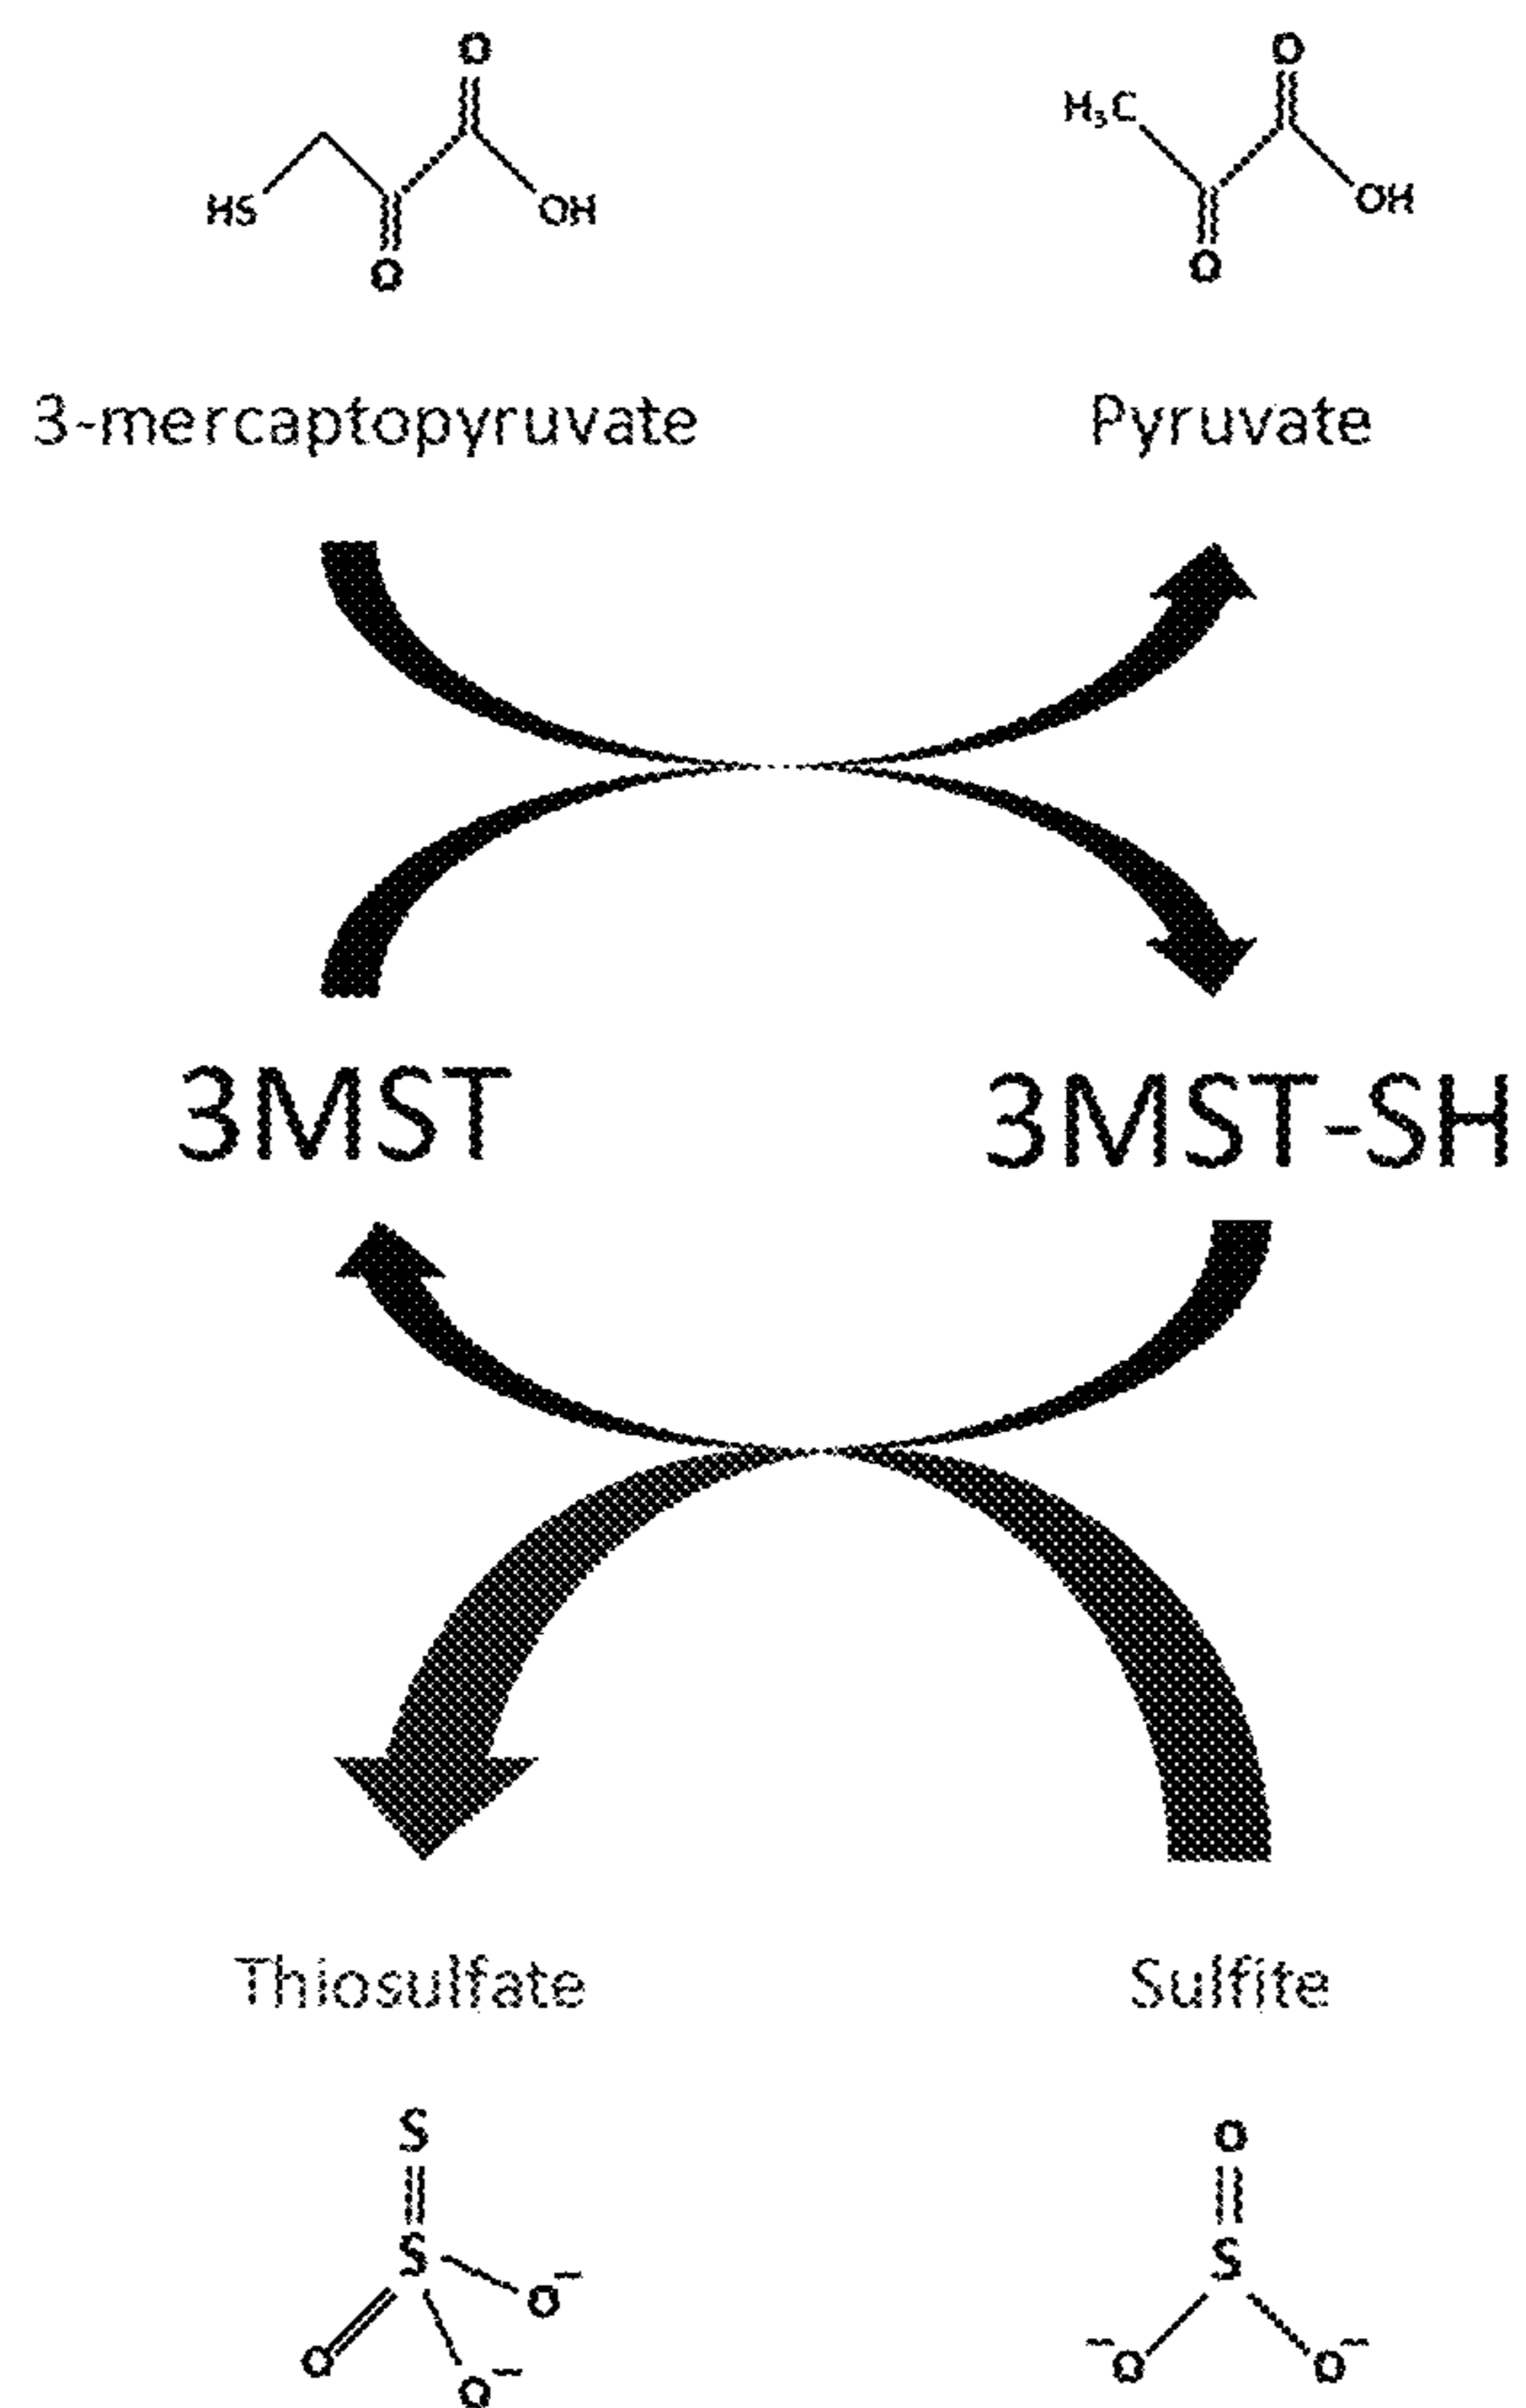 O O
H₃C
HS OH OH
O O
3-mercaptopyruvate Pyruvate
3MST 3MST-SH
Thiosulfate Sulfite
S O
S S
O⁻
O ⁻O O⁻
O⁻